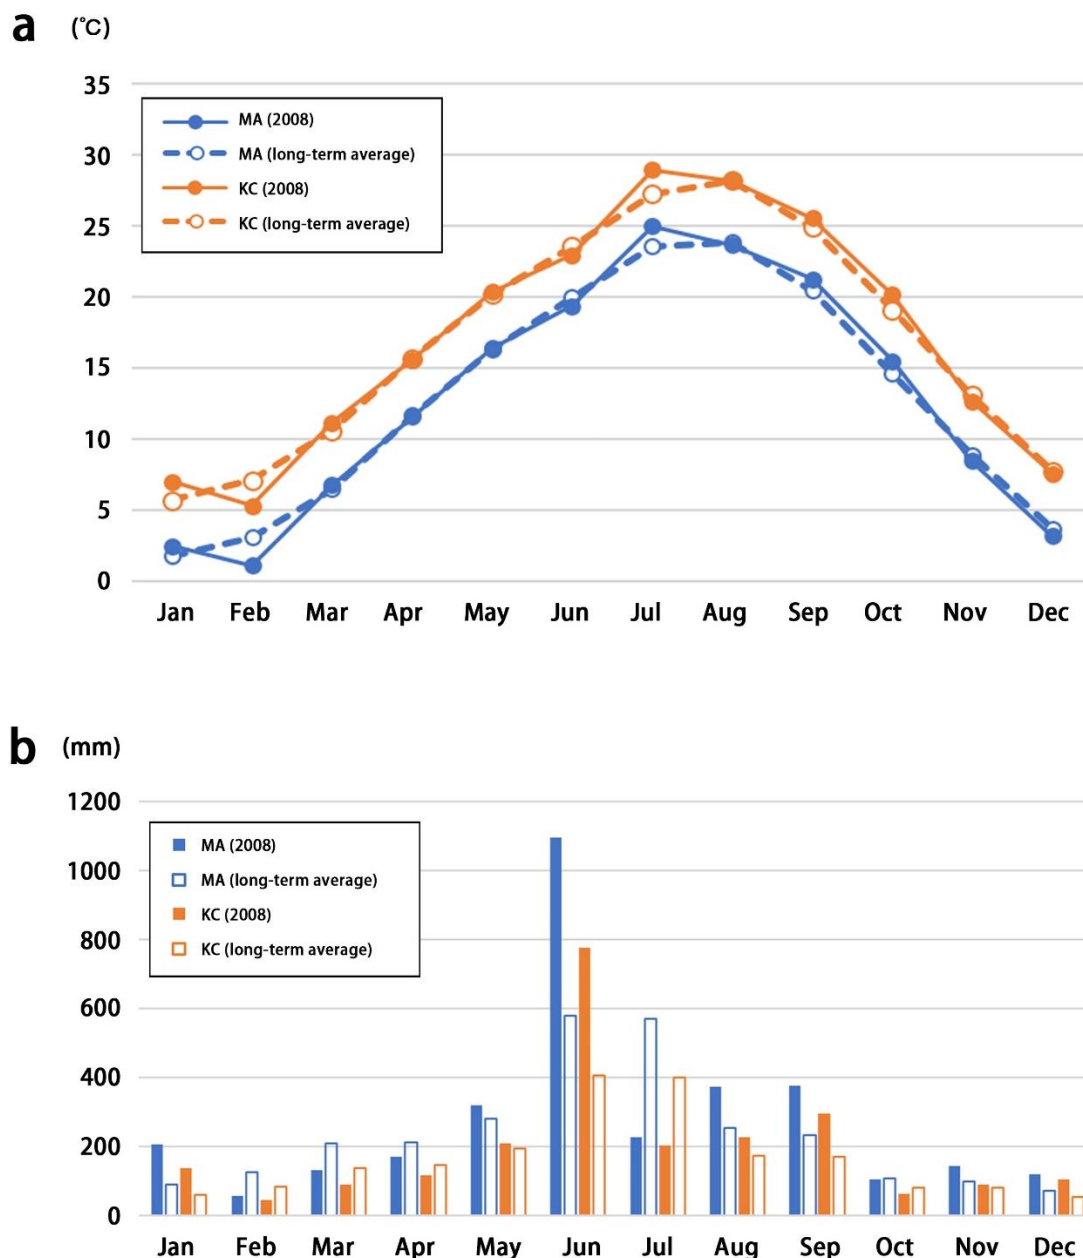 a (℃)
35
30
25
20
15
10
5
0
MA (2008)
MA (long-term average)
KC (2008)
KC (long-term average)
Jan Feb Mar Apr May Jun Jul Aug Sep Oct Nov Dec
b (mm)
1200
1000
800
600
400
200
0
MA (2008)
MA (long-term average)
KC (2008)
KC (long-term average)
Jan Feb Mar Apr May Jun Jul Aug Sep Oct Nov Dec